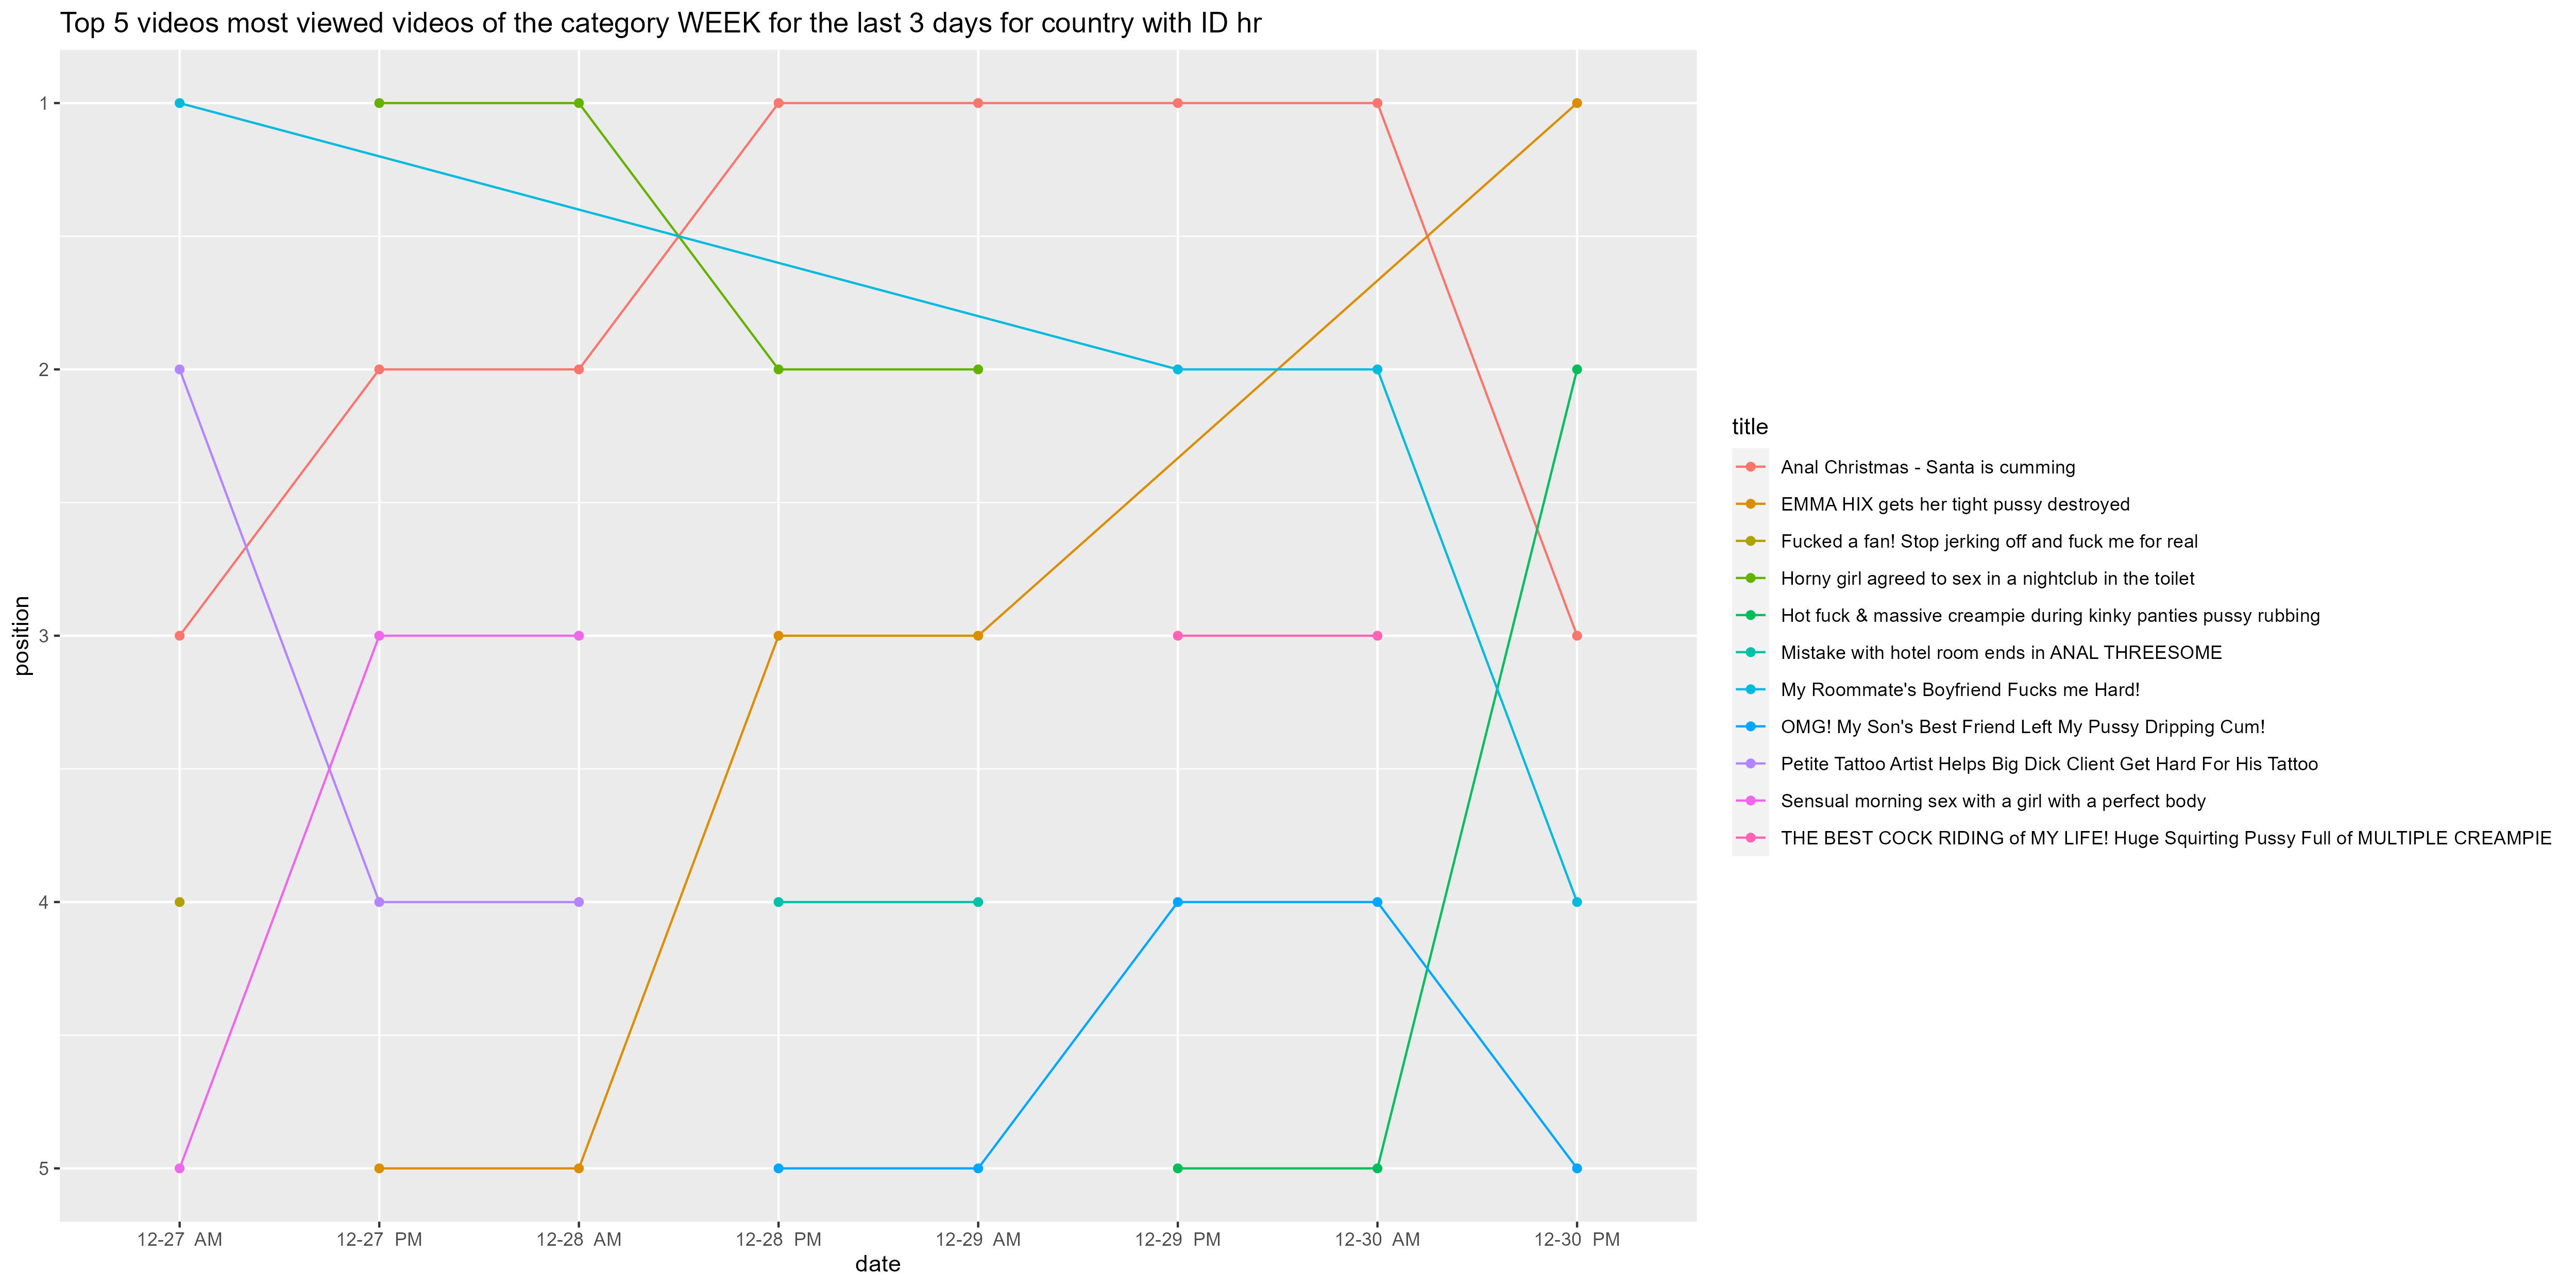 Top 5 videos most viewed videos of the category WEEK for the last 3 days for country with ID hr
position
1
2
3
4
5
12-27 AM
12-27 PM
12-28 AM
12-28 PM
12-29 AM
12-29 PM
12-30 AM
12-30 PM
date
title
Anal Christmas - Santa is cumming
EMMA HIX gets her tight pussy destroyed
Fucked a fan! Stop jerking off and fuck me for real
Horny girl agreed to sex in a nightclub in the toilet
Hot fuck & massive creampie during kinky panties pussy rubbing
Mistake with hotel room ends in ANAL THREESOME
My Roommate's Boyfriend Fucks me Hard!
OMG! My Son's Best Friend Left My Pussy Dripping Cum!
Petite Tattoo Artist Helps Big Dick Client Get Hard For His Tattoo
Sensual morning sex with a girl with a perfect body
THE BEST COCK RIDING of MY LIFE! Huge Squirting Pussy Full of MULTIPLE CREAMPIE